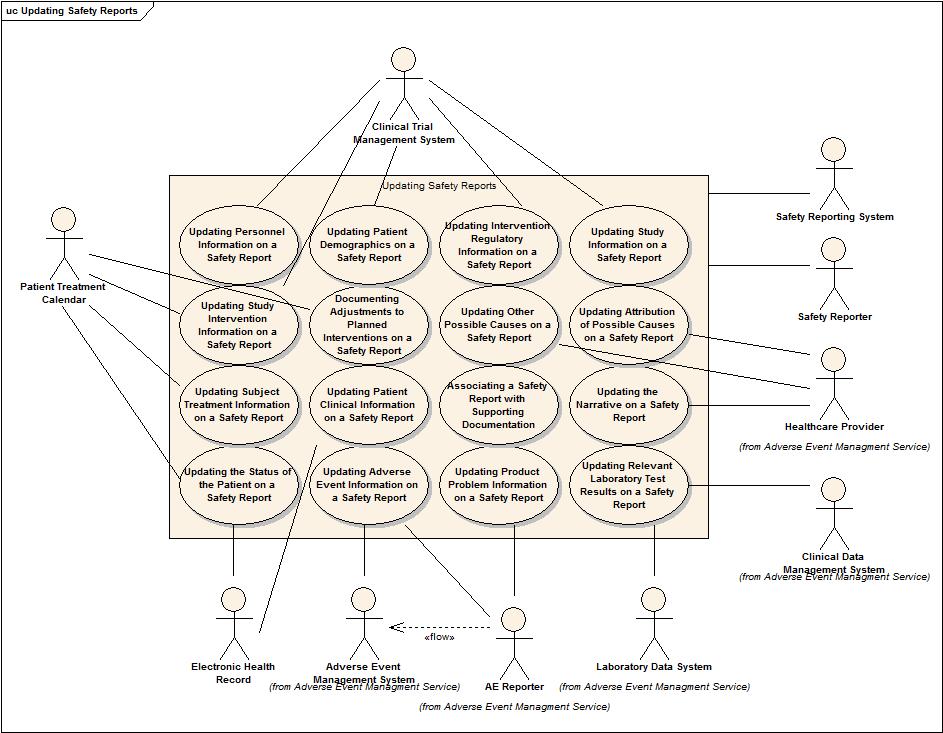 uc Updating Safety Reports
Clinical Trial
Management System
Updating Safety Reports
Safety Reporting System
Patient Treatment
Calendar
Safety Reporter
Updating Personnel
Information on a
Safety Report
Updating Patient
Demographics on a
Safety Report
Updating Intervention
Regulatory
Information on a
Safety Report
Updating Study
Information on a
Safety Report
Updating Study
Intervention
Information on a
Safety Report
Documenting
Adjustments to
Planned
Interventions on a
Safety Report
Updating Other
Possible Causes on a
Safety Report
Updating Attribution
of Possible Causes
on a Safety Report
Healthcare Provider
(from Adverse Event Managment Service)
Updating Subject
Treatment Information
on a Safety Report
Updating Patient
Clinical Information
on a Safety Report
Associating a Safety
Report with
Supporting
Documentation
Updating the
Narrative on a Safety
Report
Updating the Status of
the Patient on a
Safety Report
Updating Adverse
Event Information on
a Safety Report
Updating Product
Problem Information
on a Safety Report
Updating Relevant
Laboratory Test
Results on a Safety
Report
Clinical Data
Management System
(from Adverse Event Managment Service)
«flow»
Electronic Health
Record
Adverse Event
Management System
(from Adverse Event Managment Service)
AE Reporter
(from Adverse Event Managment Service)
Laboratory Data System
(from Adverse Event Managment Service)